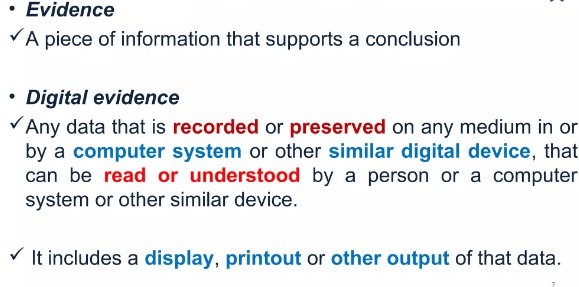 • Evidence
✓A piece of information that supports a conclusion
• Digital evidence
✓Any data that is recorded or preserved on any medium in or
by a computer system or other similar digital device, that
can be read or understood by a person or a computer
system or other similar device.
✓ It includes a display, printout or other output of that data.
7